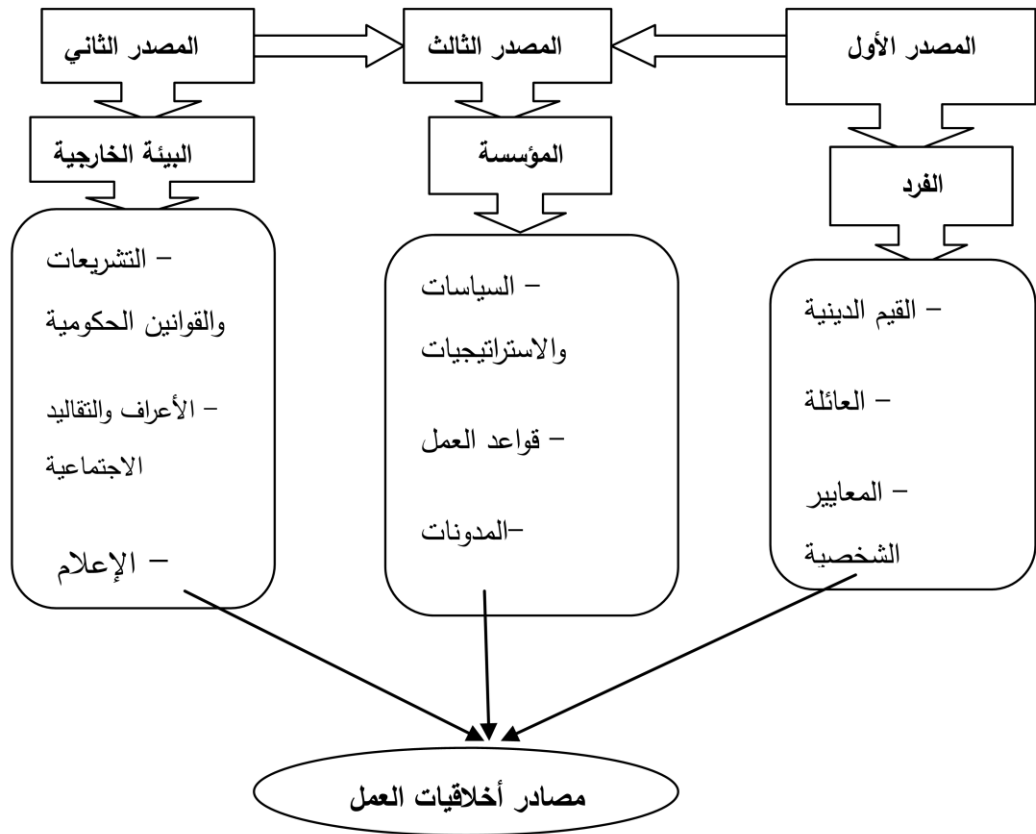 المصدر الأول
المصدر الثالث
المصدر الثاني
الفرد
المؤسسة
البيئة الخارجية
– القيم الدينية
– العائلة
– المعايير
الشخصية
– السياسات
والاستراتيجيات
– قواعد العمل
–المدونات
– التشريعات
والقوانين الحكومية
– الأعراف والتقاليد
الاجتماعية
– الإعلام
مصادر أخلاقيات العمل